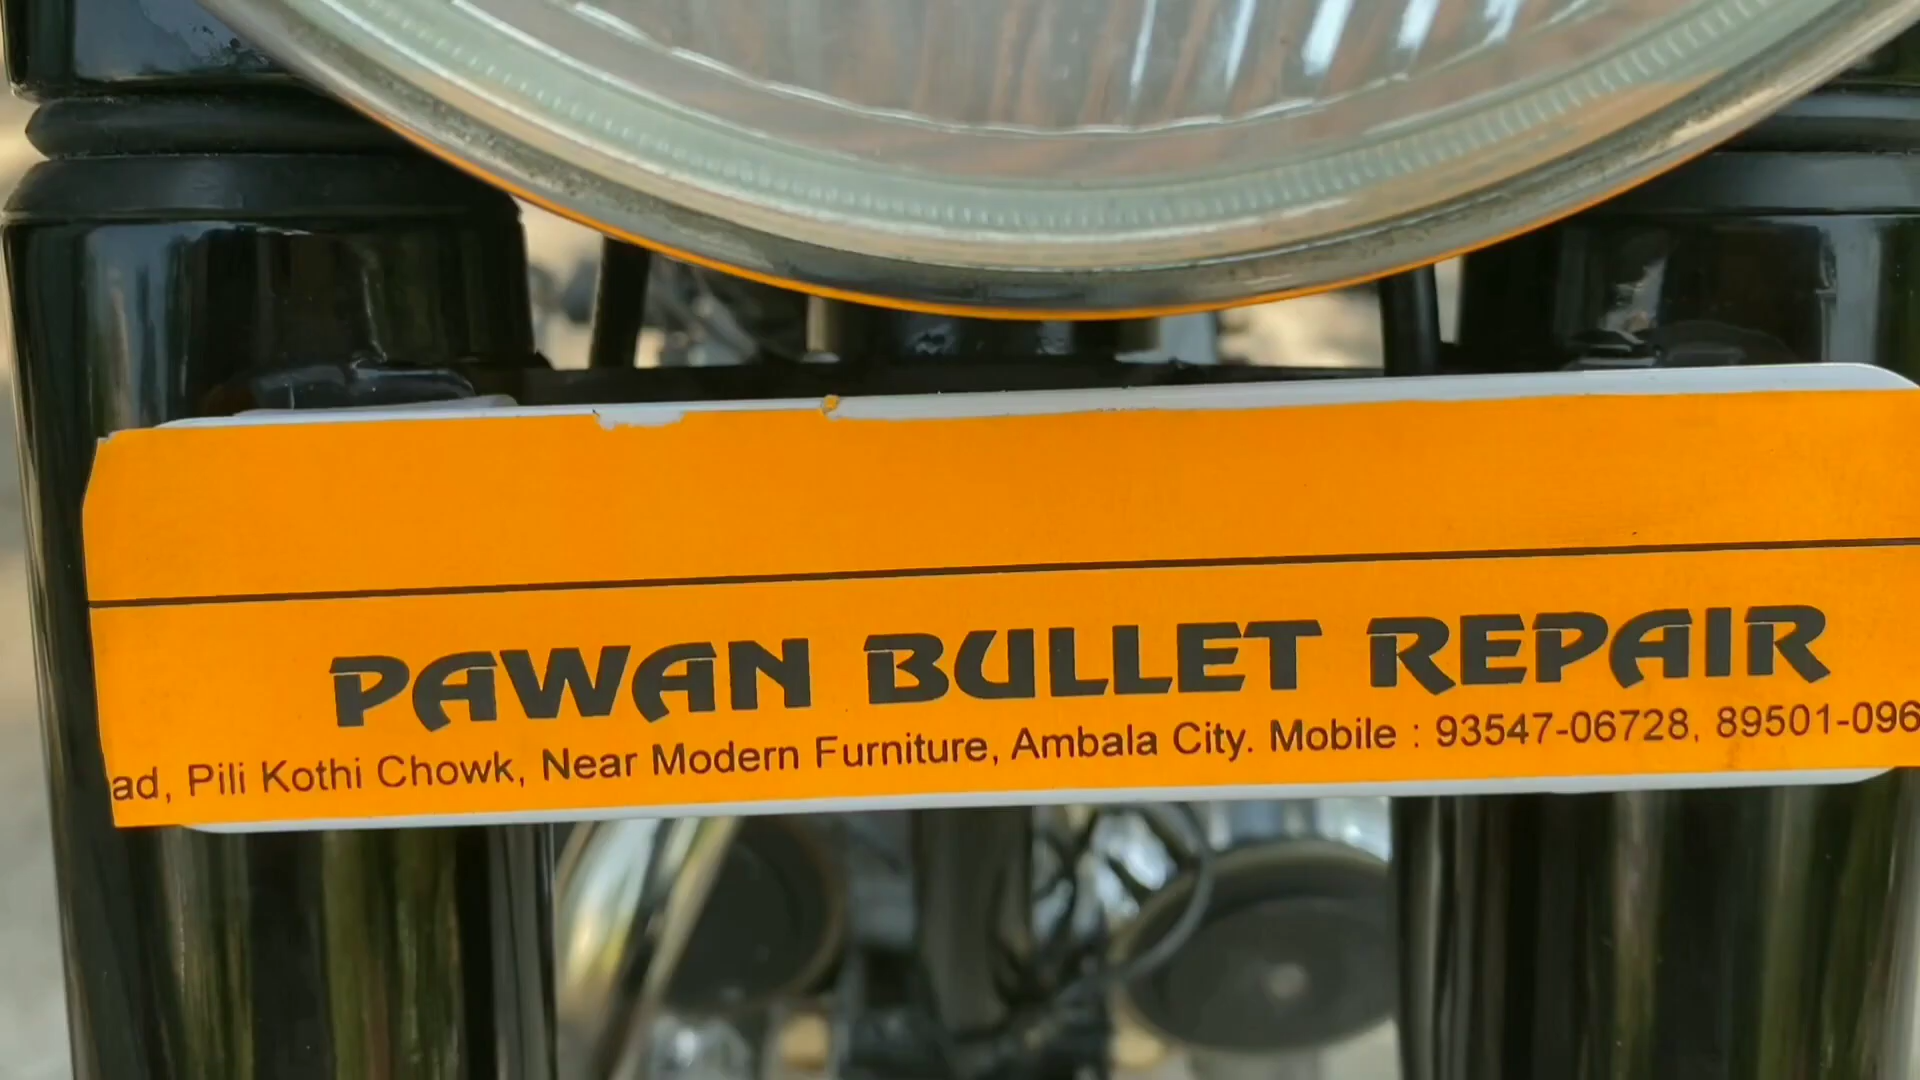 PAWAN BULLET REPAIR
ad, Pili Kothi Chowk, Near Modern Furniture, Ambala City. Mobile : 93547-06728, 89501-096